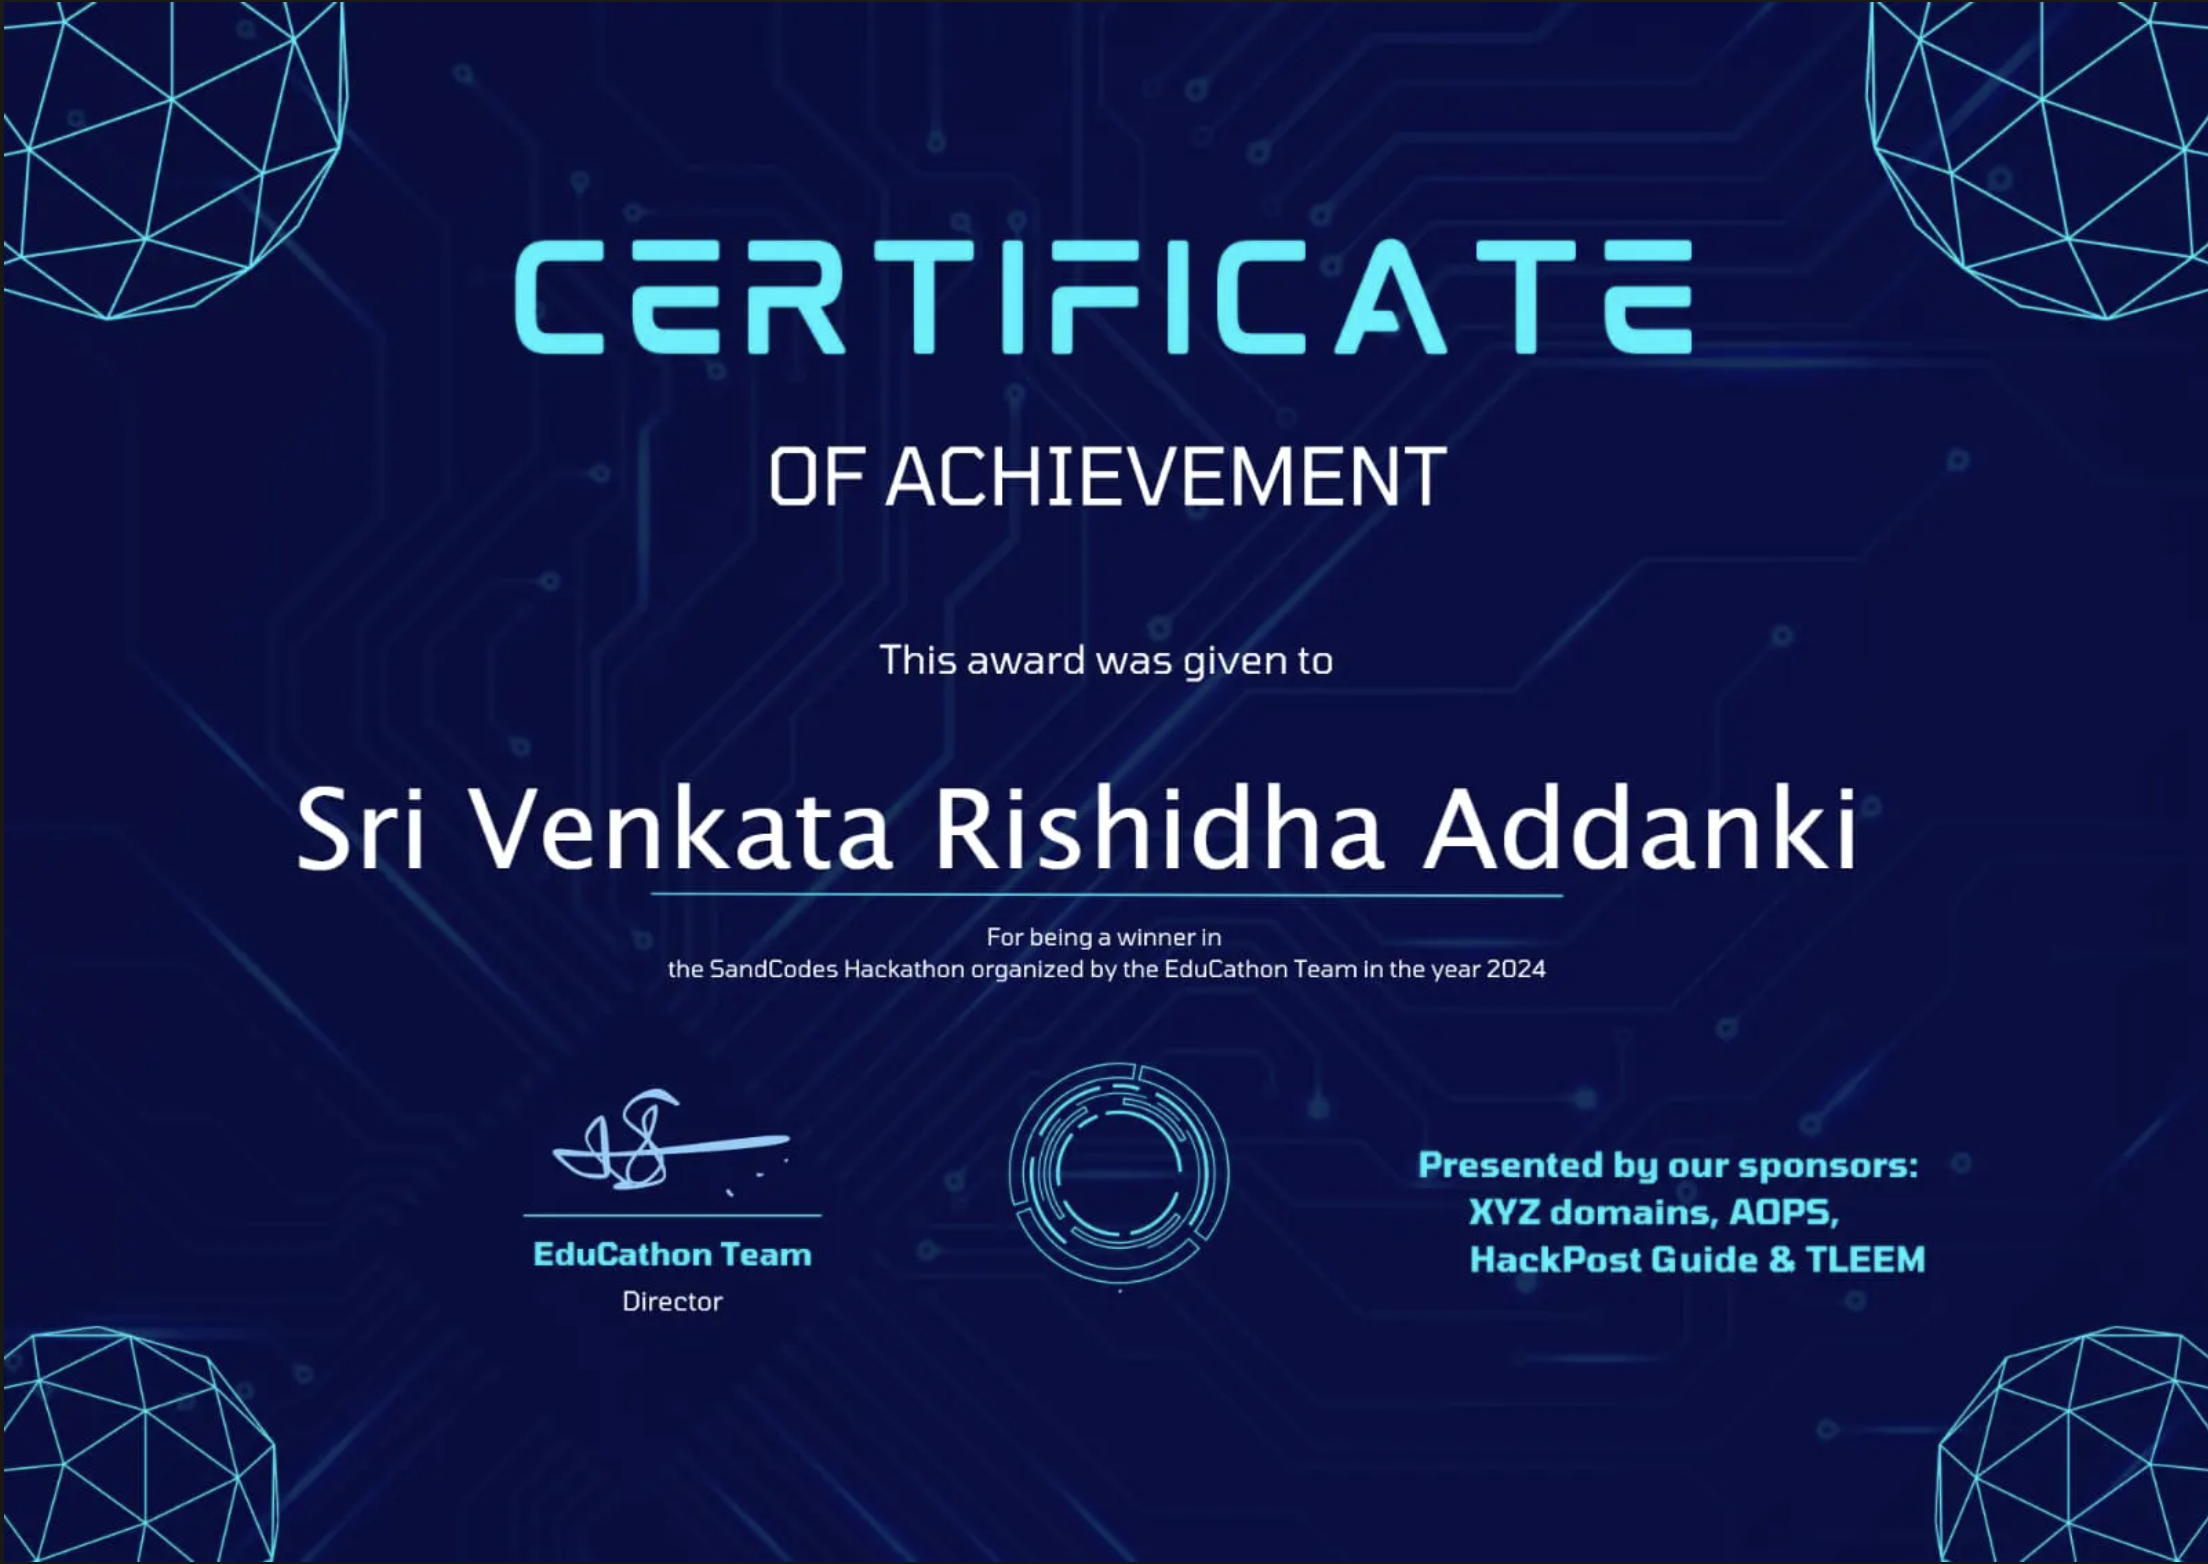 CERTIFICATE
OF ACHIEVEMENT
This award was given to
Sri Venkata Rishidha Addanki
For being a winner in
the SandCodes Hackathon organized by the EduCathon Team in the year 2024
EduCathon Team
Director
Presented by our sponsors:
XYZ domains, AOPS,
HackPost Guide & TLEEM